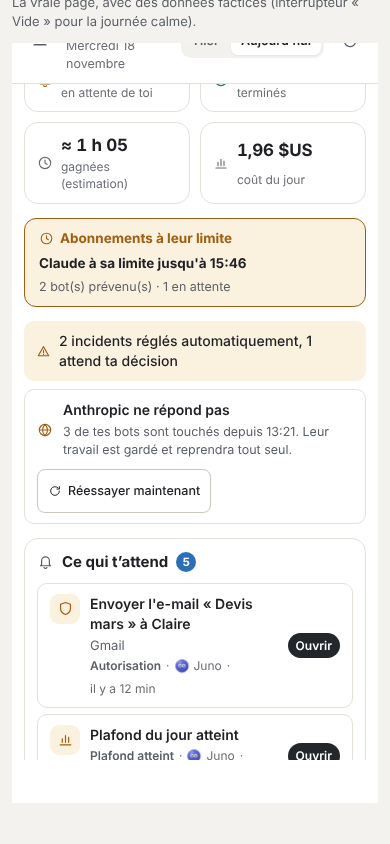 La vraie page, avec des données factices (interrupteur «
Vide » pour la journée calme).
Mercredi 18
novembre
Hier
Aujourd'hui
en attente de toi
terminés
≈ 1 h 05
gagnées
(estimation)
1,96 $US
coût du jour
Abonnements à leur limite
Claude à sa limite jusqu'à 15:46
2 bot(s) prévenu(s) · 1 en attente
2 incidents réglés automatiquement, 1
attend ta décision
Anthropic ne répond pas
3 de tes bots sont touchés depuis 13:21. Leur
travail est gardé et reprendra tout seul.
Réessayer maintenant
Ce qui t’attend 5
Envoyer l'e-mail « Devis
mars » à Claire
Gmail
Autorisation · Juno ·
il y a 12 min
Ouvrir
Plafond du jour atteint
Plafond atteint · Juno ·
Ouvrir